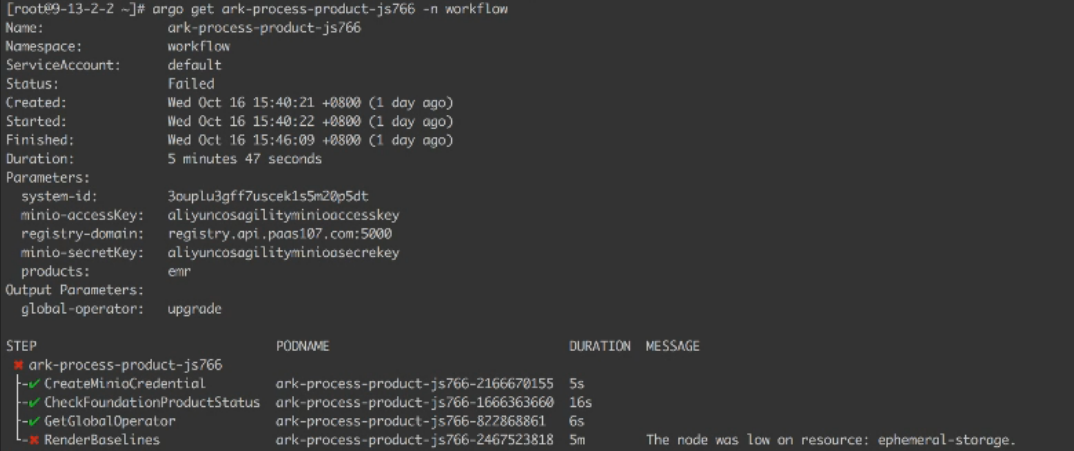 [root@9-13-2-2 ~]# argo get ark-process-product-js766 -n workflow
Name: ark-process-product-js766
Namespace: workflow
ServiceAccount: default
Status: Failed
Created: Wed Oct 16 15:40:21 +0800 (1 day ago)
Started: Wed Oct 16 15:40:22 +0800 (1 day ago)
Finished: Wed Oct 16 15:46:09 +0800 (1 day ago)
Duration: 5 minutes 47 seconds
Parameters:
system-id: 3ouplu3gff7uscek1s5m20p5dt
minio-accessKey: aliyuncosagilityminioaccesskey
registry-domain: registry.api.paas107.com:5000
minio-secretKey: aliyuncosagilityminioasecrekey
products: emr
Output Parameters:
global-operator: upgrade
STEP PODNAME DURATION MESSAGE
✖ ark-process-product-js766
├-✔ CreateMinioCredential ark-process-product-js766-2166670155 5s
├-✔ CheckFoundationProductStatus ark-process-product-js766-1666363660 16s
├-✔ GetGlobalOperator ark-process-product-js766-822868861 6s
└-✖ RenderBaselines ark-process-product-js766-2467523818 5m The node was low on resource: ephemeral-storage.